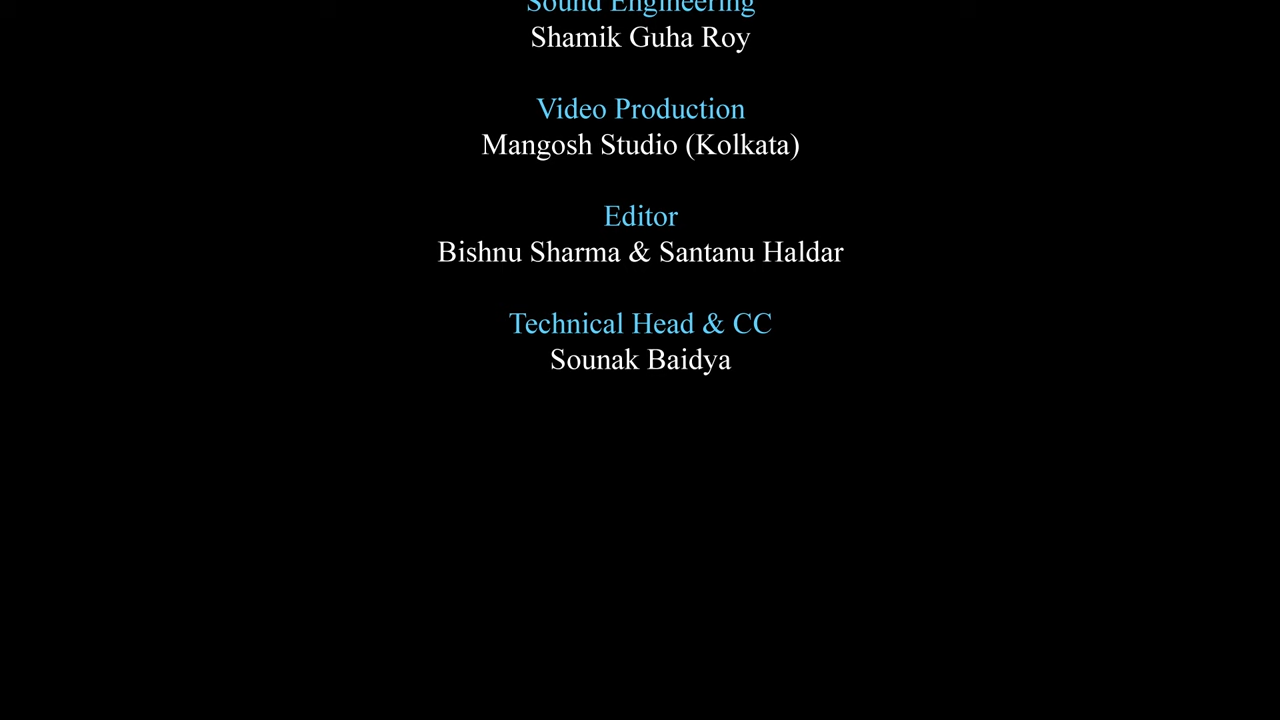 Sound Engineering
Shamik Guha Roy
Video Production
Mangosh Studio (Kolkata)
Editor
Bishnu Sharma & Santanu Haldar
Technical Head & CC
Sounak Baidya